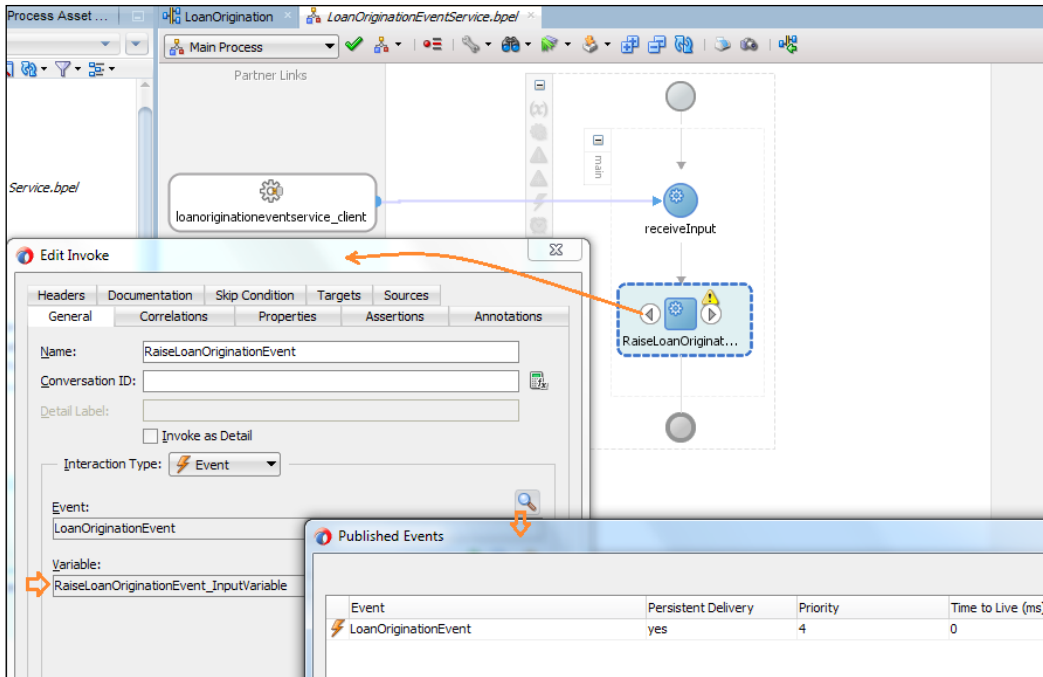 Process Asset ...
LoanOrigination
LoanOriginationEventService.bpel
Main Process
Partner Links
(x)
main
Service.bpel
loanoriginationeventservice_client
receiveInput
RaiseLoanOriginat...
Edit Invoke
Headers Documentation Skip Condition Targets Sources
General Correlations Properties Assertions Annotations
Name: RaiseLoanOriginationEvent
Conversation ID:
Detail Label:
Invoke as Detail
Interaction Type: Event
Event:
LoanOriginationEvent
Variable:
RaiseLoanOriginationEvent_InputVariable
Published Events
Event Persistent Delivery Priority Time to Live (ms)
LoanOriginationEvent yes 4 0